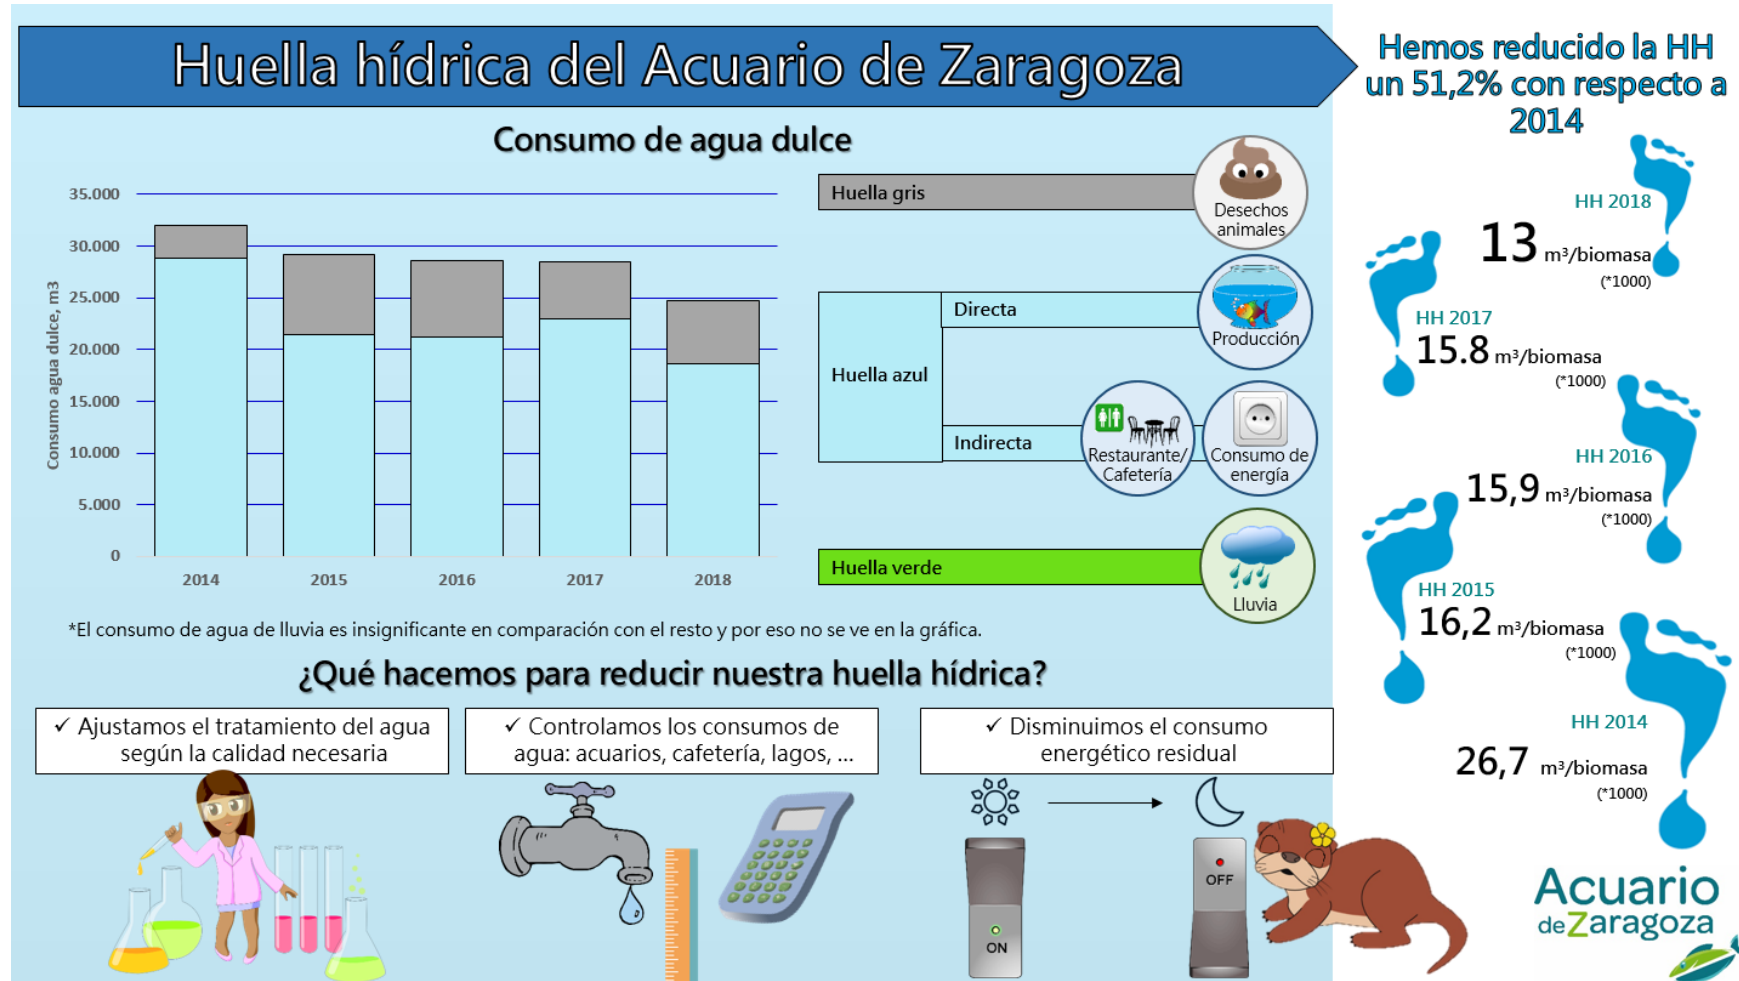 Huella hídrica del Acuario de Zaragoza
Hemos reducido la HH
un 51,2% con respecto a
2014
Consumo de agua dulce
Consumo agua dulce, m3
35.000
30.000
25.000
20.000
15.000
10.000
5.000
0
2014
2015
2016
2017
2018
Huella gris
Desechos
animales
Huella azul
Directa
Producción
Indirecta
Restaurante/
Cafetería
Consumo de
energía
Huella verde
Lluvia
*El consumo de agua de lluvia es insignificante en comparación con el resto y por eso no se ve en la gráfica.
HH 2018
13 m³/biomasa
(*1000)
HH 2017
15.8 m³/biomasa
(*1000)
HH 2016
15,9 m³/biomasa
(*1000)
HH 2015
16,2 m³/biomasa
(*1000)
HH 2014
26,7 m³/biomasa
(*1000)
¿Qué hacemos para reducir nuestra huella hídrica?
✓ Ajustamos el tratamiento del agua
según la calidad necesaria
✓ Controlamos los consumos de
agua: acuarios, cafetería, lagos, ...
✓ Disminuimos el consumo
energético residual
ON
OFF
Acuario
de Zaragoza